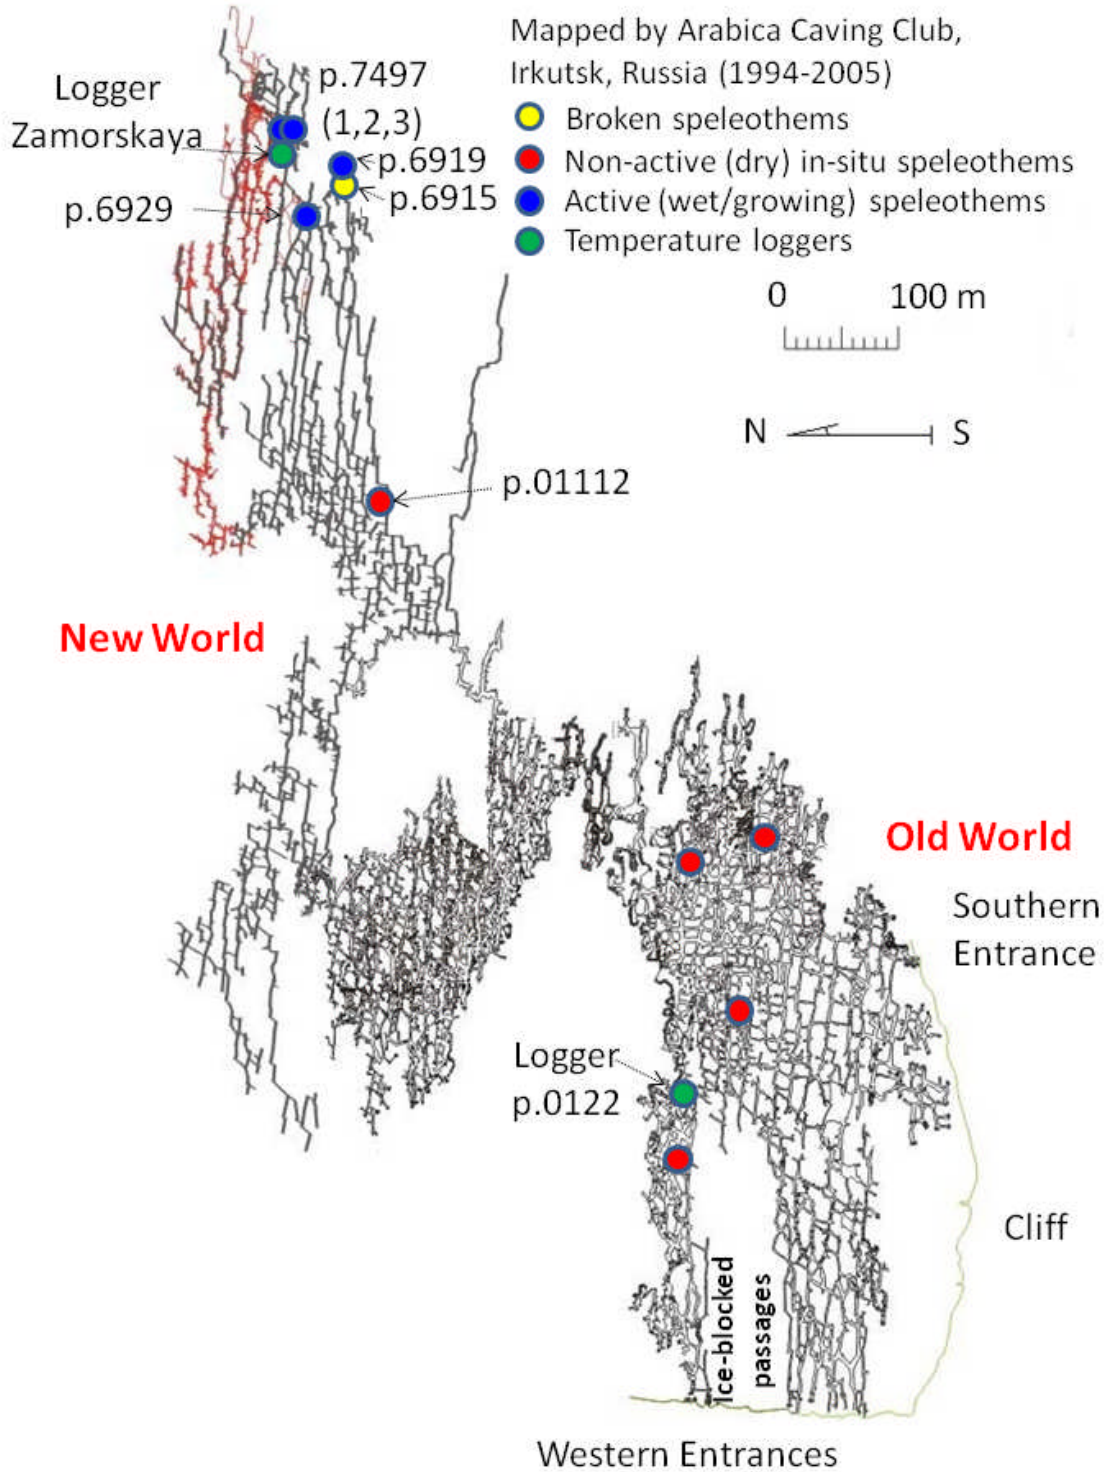 Mapped by Arabica Caving Club,
Irkutsk, Russia (1994-2005)
Broken speleothems
Non-active (dry) in-situ speleothems
Active (wet/growing) speleothems
Temperature loggers
0 100 m
N S
Logger
Zamorskaya
p.7497
(1,2,3)
p.6919
p.6915
p.6929
p.01112
New World
Old World
Southern
Entrance
Logger
p.0122
Cliff
Ice-blocked
passages
Western Entrances